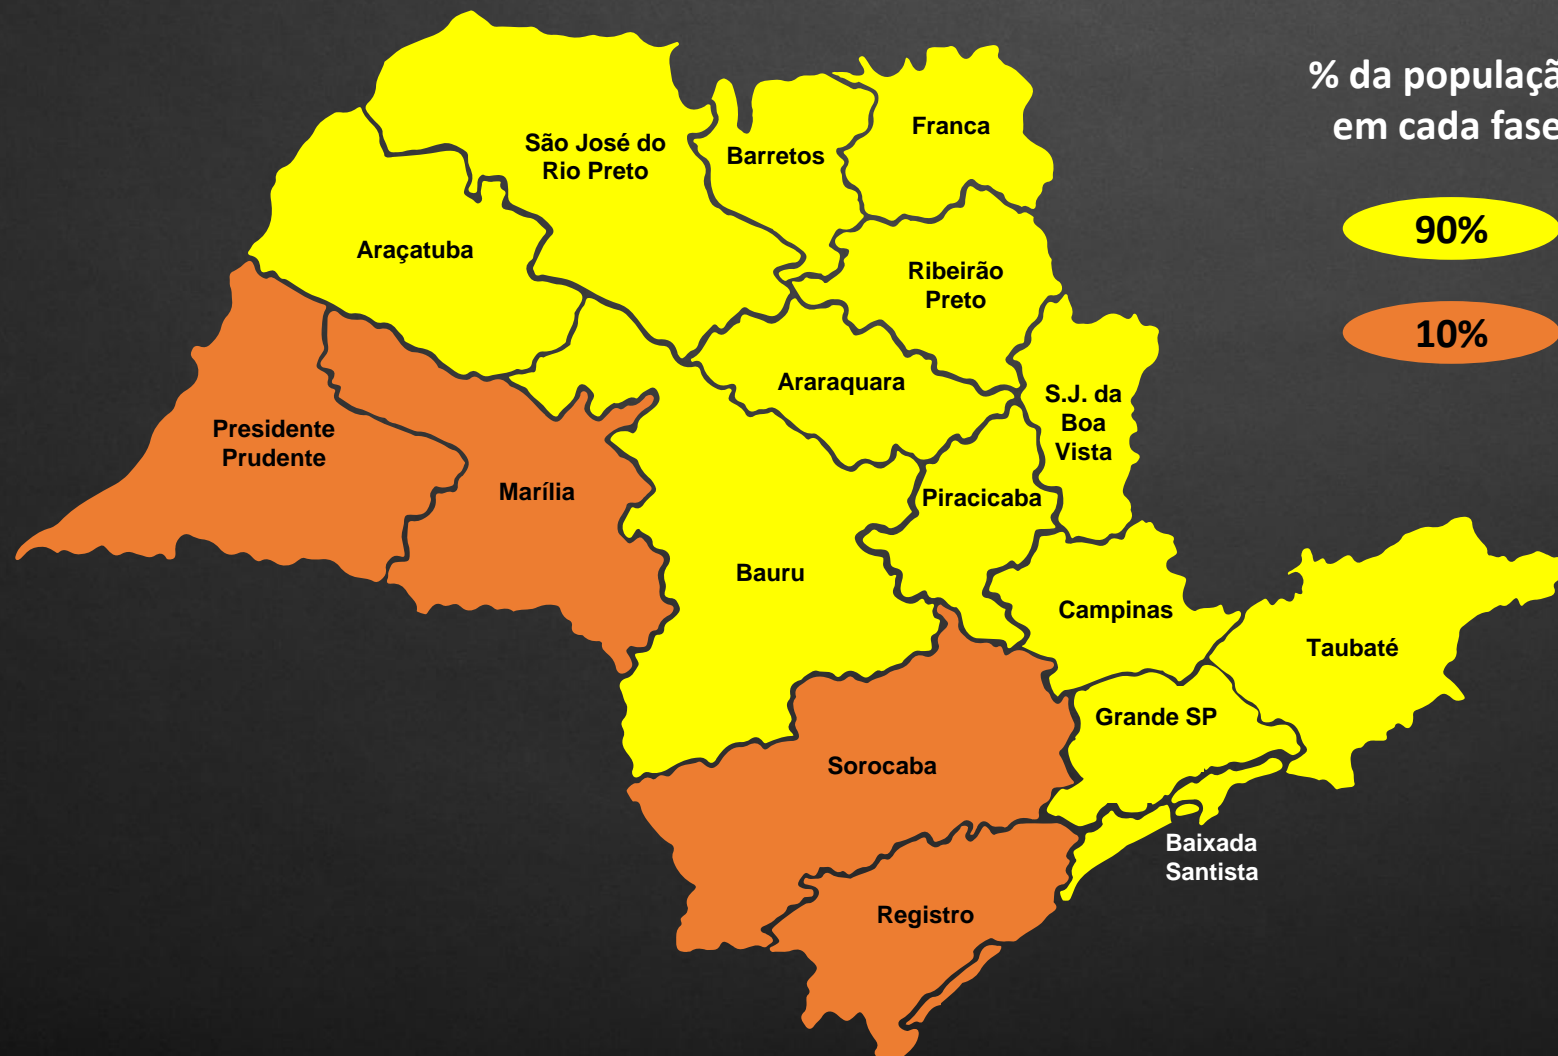 % da populaçã
em cada fase
90%
10%
São José do
Rio Preto
Barretos
Franca
Araçatuba
Ribeirão
Preto
Araraquara
S.J. da
Boa
Vista
Presidente
Prudente
Marília
Piracicaba
Bauru
Campinas
Taubaté
Grande SP
Sorocaba
Baixada
Santista
Registro